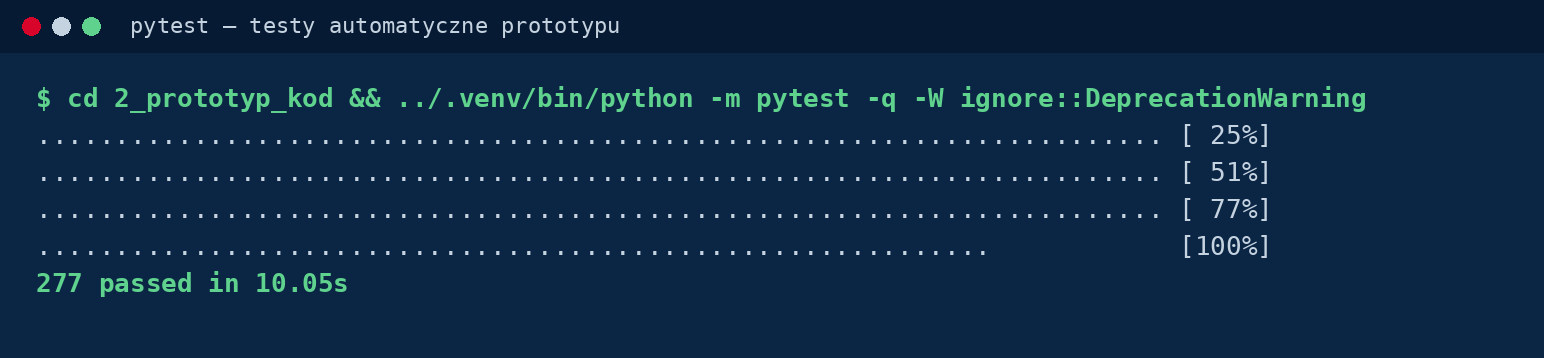 pytest — testy automatyczne prototypu
$ cd 2_prototyp_kod && ../.venv/bin/python -m pytest -q -W ignore::DeprecationWarning
........................................................................ [ 25%]
........................................................................ [ 51%]
........................................................................ [ 77%]
.............................................................            [100%]
277 passed in 10.05s